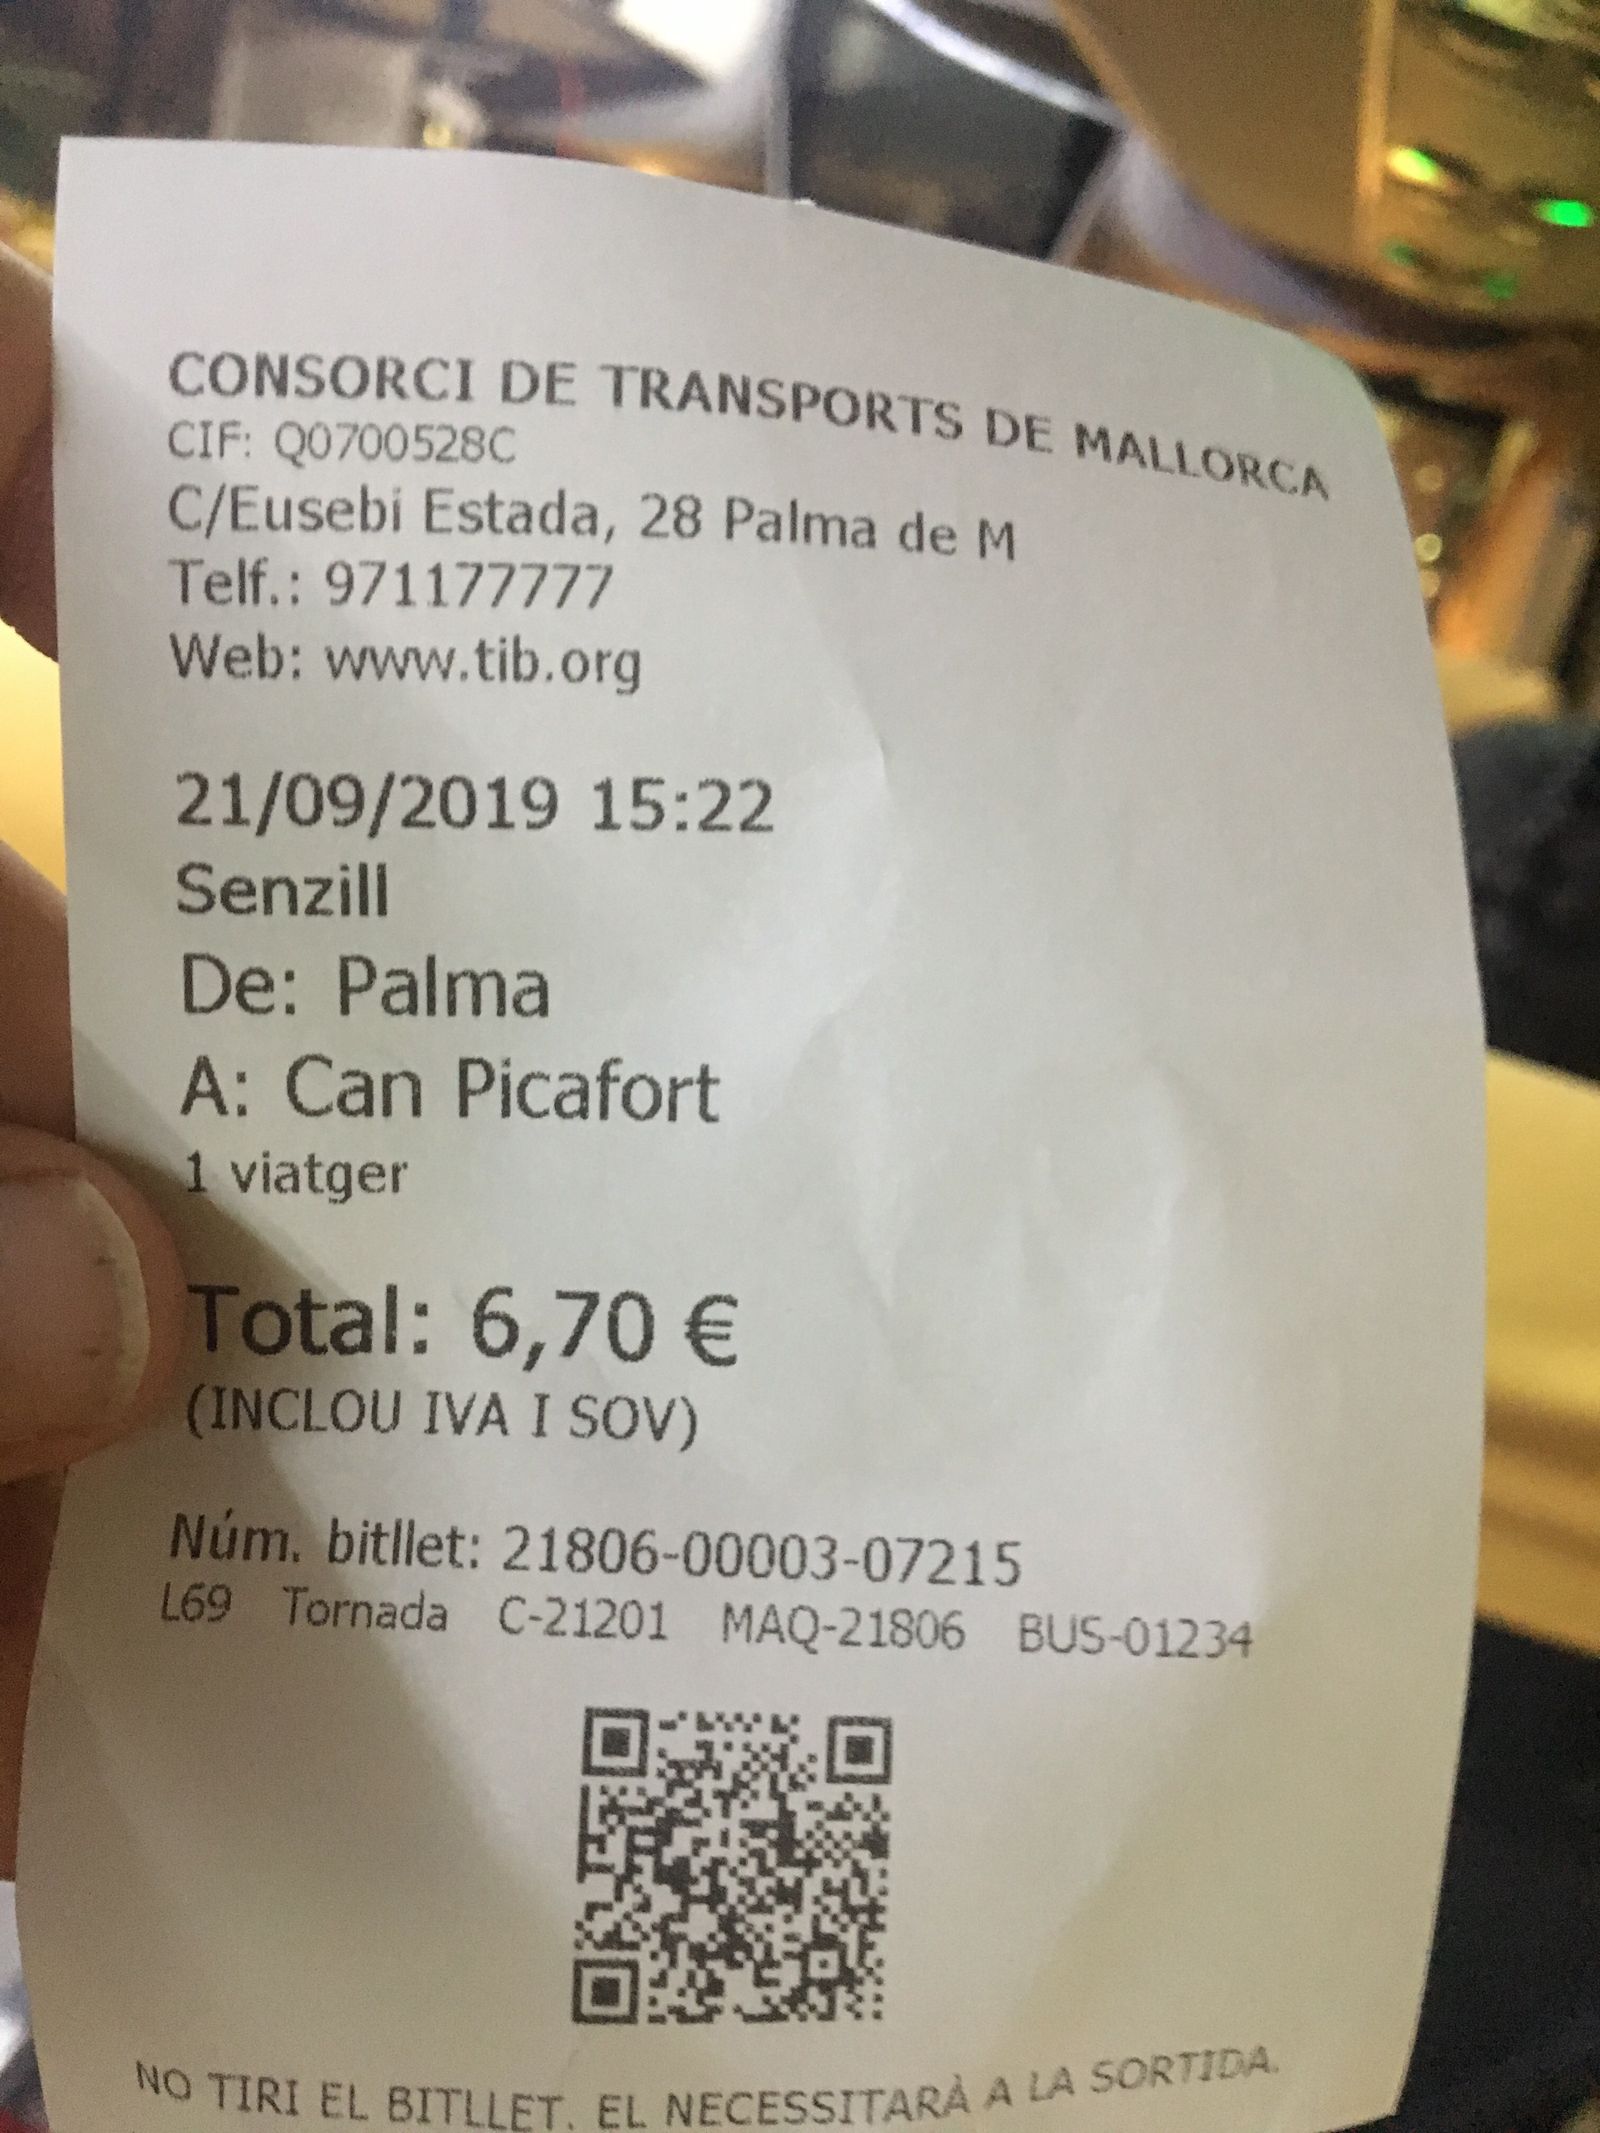 CONSORCI DE TRANSPORTS DE MALLORCA
CIF: Q0700528C
C/Eusebi Estada, 28 Palma de M
Telf.: 971177777
Web: www.tib.org
21/09/2019 15:22
Senzill
De: Palma
A: Can Picafort
1 viatger
Total: 6,70 €
(INCLOU IVA I SOV)
Núm. bitllet: 21806-00003-07215
L69 Tornada C-21201 MAQ-21806 BUS-01234
NO TIRI EL BITLLET. EL NECESSITARÀ A LA SORTIDA.